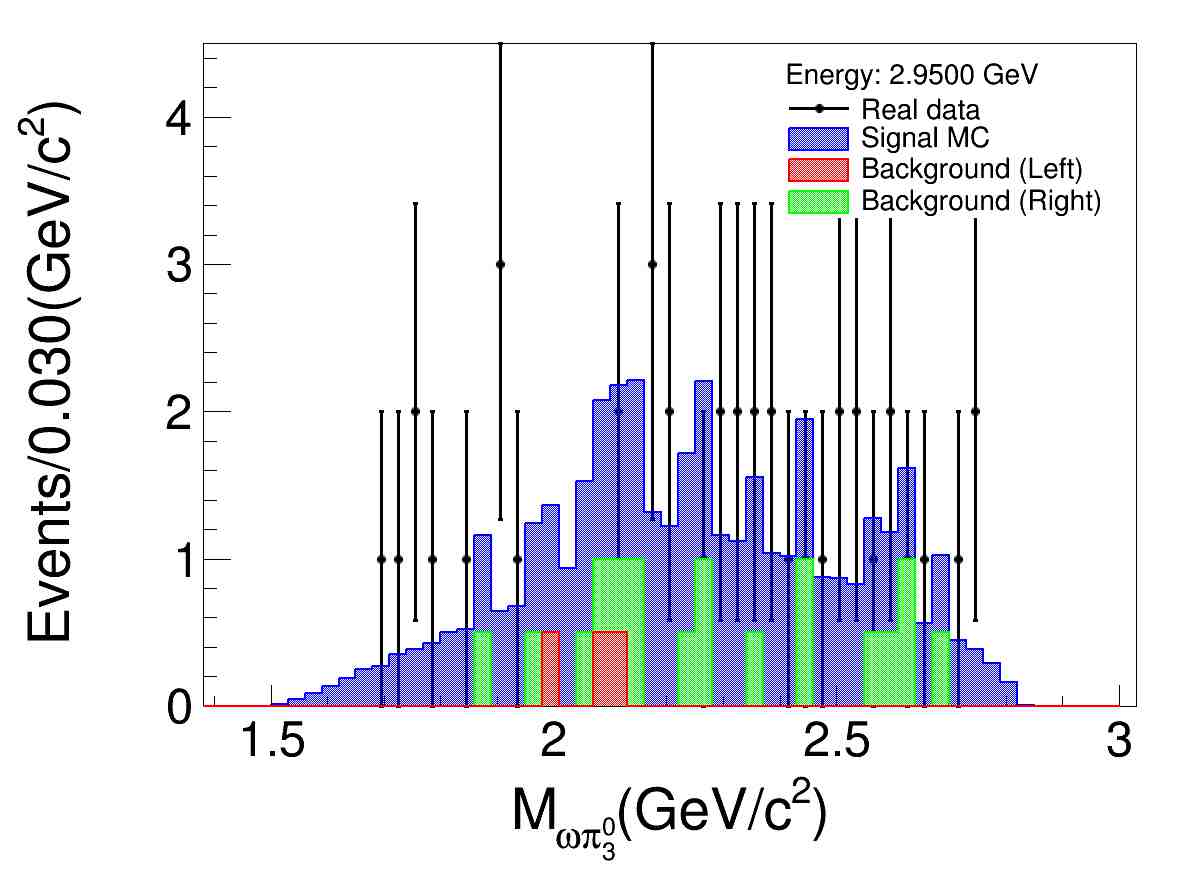 Energy: 2.9500 GeV
Real data
Signal MC
Background (Left)
Background (Right)
Events/0.030(GeV/c²)
4
3
2
1
0
1.5 2 2.5 3
M_ωπ⁰₃(GeV/c²)